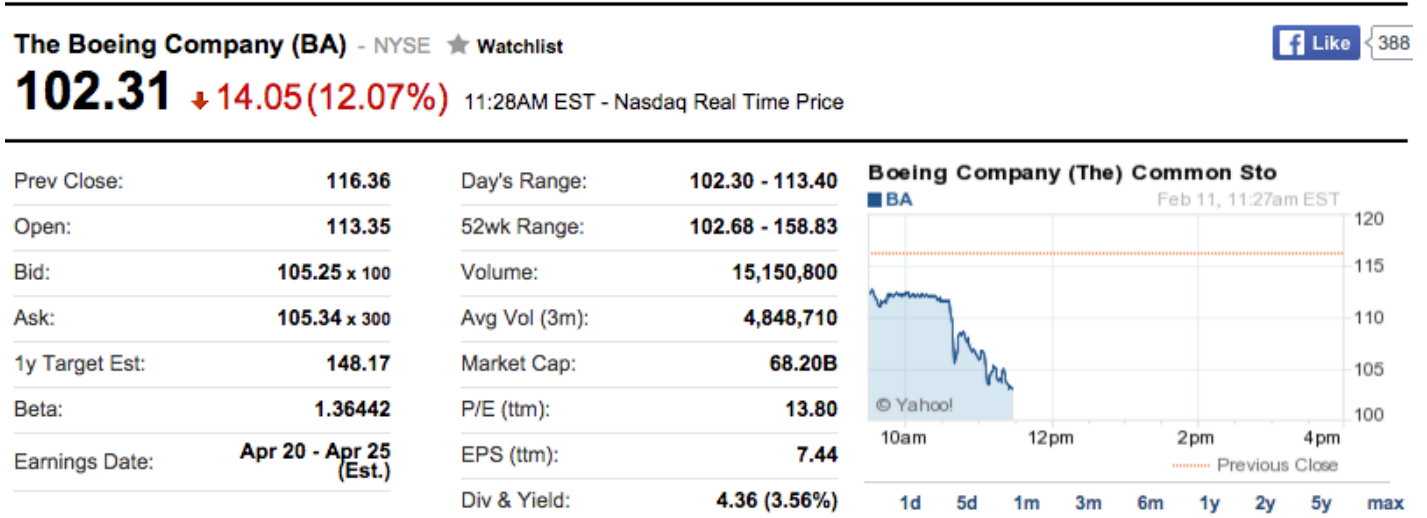 The Boeing Company (BA) - NYSE Watchlist
Like 388
102.31 14.05(12.07%) 11:28AM EST - Nasdaq Real Time Price
Prev Close: 116.36
Open: 113.35
Bid: 105.25 x 100
Ask: 105.34 x 300
1y Target Est: 148.17
Beta: 1.36442
Earnings Date: Apr 20 - Apr 25
(Est.)
Day's Range: 102.30 - 113.40
52wk Range: 102.68 - 158.83
Volume: 15,150,800
Avg Vol (3m): 4,848,710
Market Cap: 68.20B
P/E (ttm): 13.80
EPS (ttm): 7.44
Div & Yield: 4.36 (3.56%)
Boeing Company (The) Common Sto
BA Feb 11, 11:27am EST
120
115
110
105
100
© Yahoo!
10am 12pm 2pm 4pm
Previous Close
1d 5d 1m 3m 6m 1y 2y 5y max